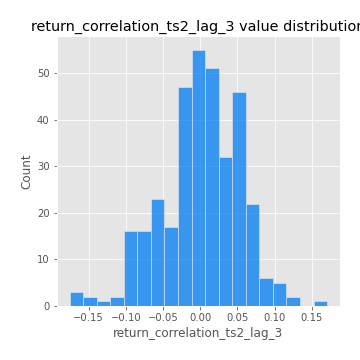 return_correlation_ts2_lag_3 value distribution
50
40
30
20
10
0
Count
−0.15 −0.10 −0.05 0.00 0.05 0.10 0.15
return_correlation_ts2_lag_3